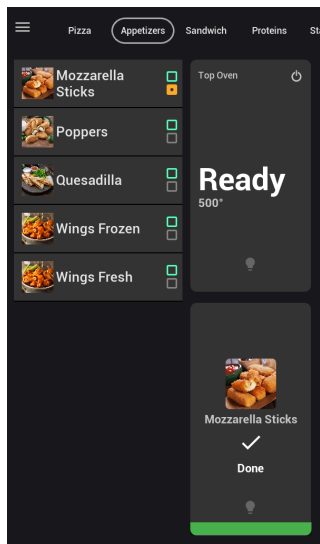 Pizza
Appetizers
Sandwich
Proteins
Mozzarella
Sticks
Poppers
Quesadilla
Wings Frozen
Wings Fresh
Top Oven
Ready
500°
Mozzarella Sticks
Done